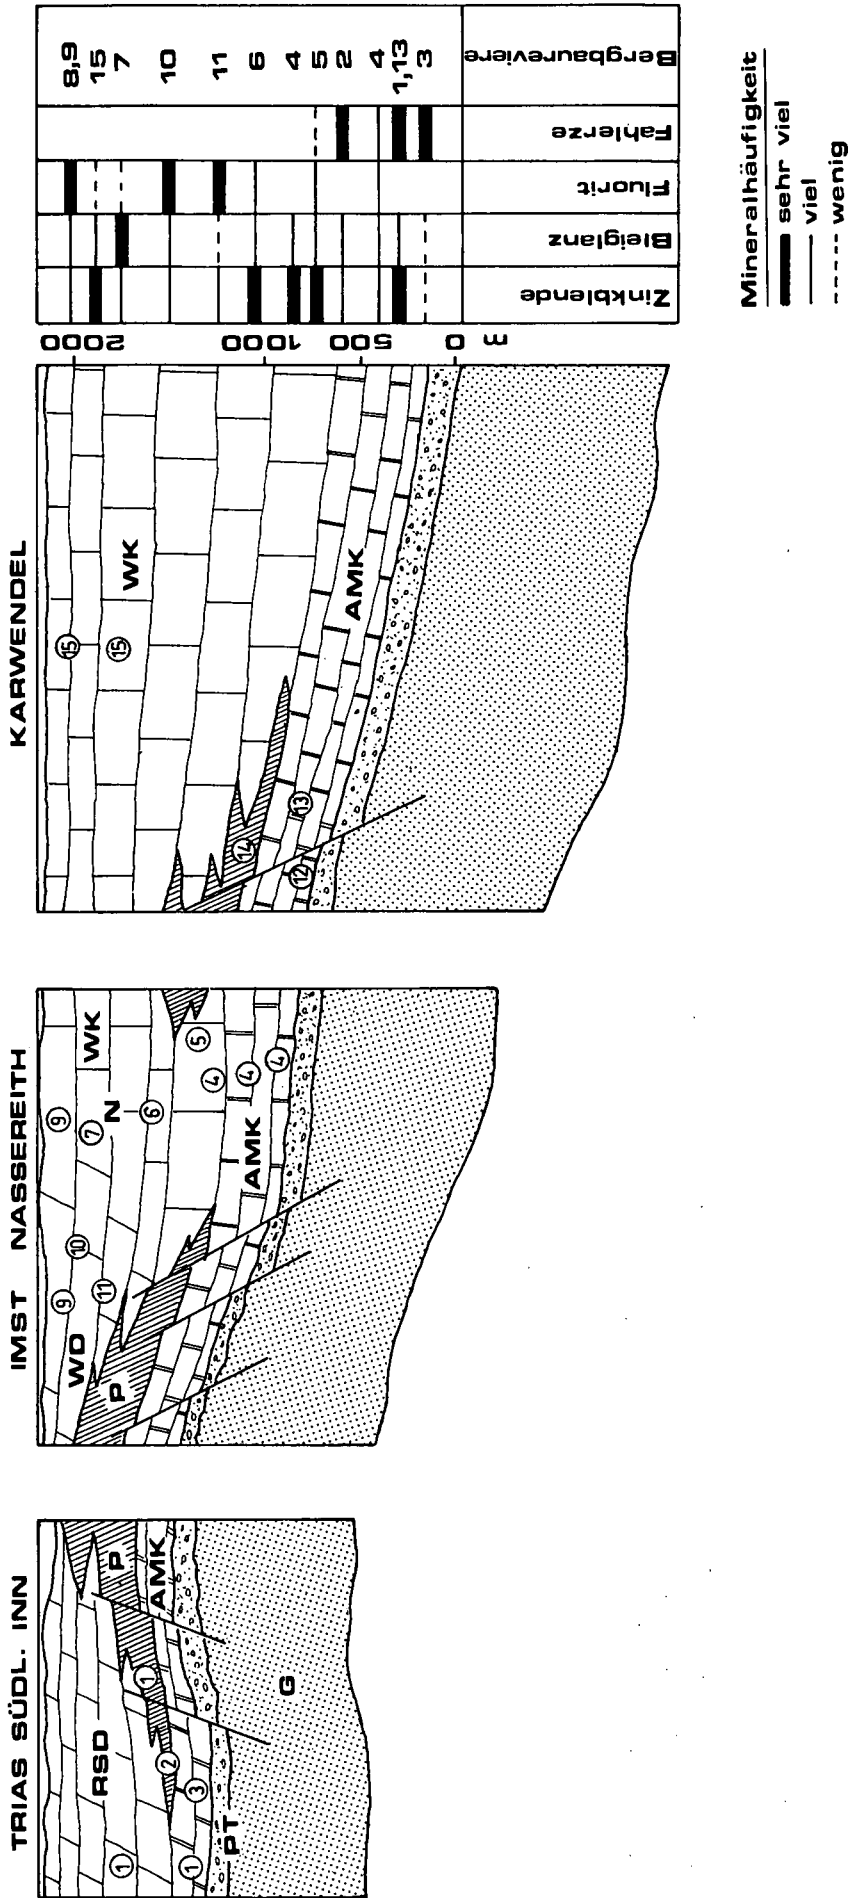 TRIAS SÜDL. INN
IMST NASSEREITH
KARWENDEL
RSD
P
AMK
1
1
2
3
1
PT
G
WD
P
N
WK
AMK
9
10
11
9
7
6
5
4
4
4
WK
AMK
15
15
14
13
12
2000
1000
500
0
m
Zinkblende
Bleiglanz
Fluorit
Fahlerze
Bergbaureviere
8,9
15
7
10
11
6
4
5
2
4
1,13
3
Mineralhäufigkeit
sehr viel
viel
wenig